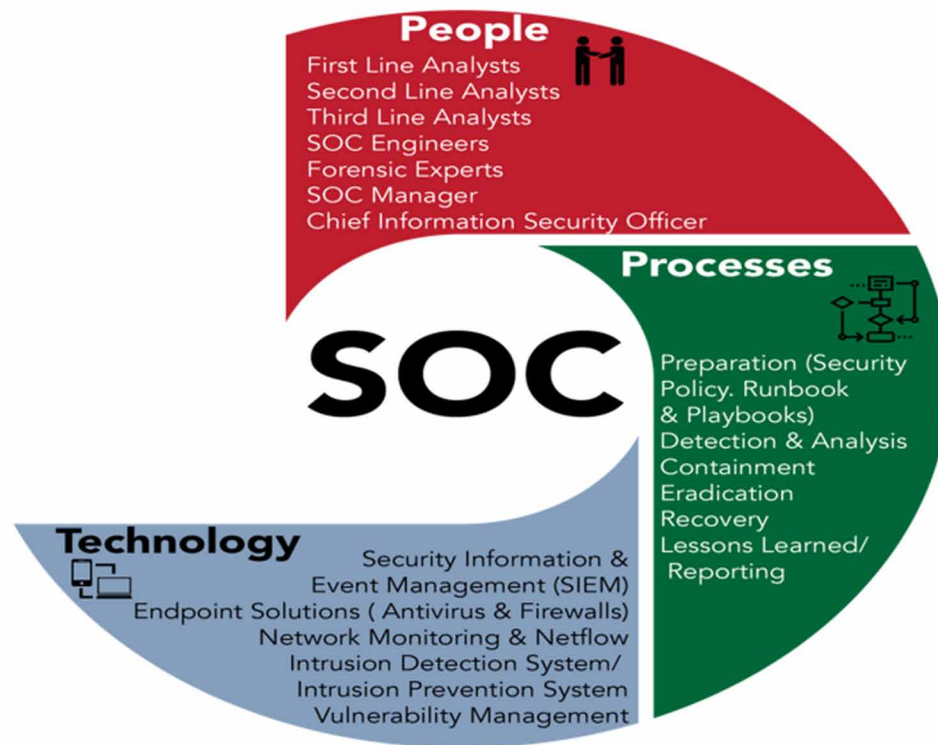 People
First Line Analysts
Second Line Analysts
Third Line Analysts
SOC Engineers
Forensic Experts
SOC Manager
Chief Information Security Officer
Processes
Preparation (Security
Policy. Runbook
& Playbooks)
Detection & Analysis
Containment
Eradication
Recovery
Lessons Learned/
Reporting
SOC
Technology
Security Information &
Event Management (SIEM)
Endpoint Solutions ( Antivirus & Firewalls)
Network Monitoring & Netflow
Intrusion Detection System/
Intrusion Prevention System
Vulnerability Management